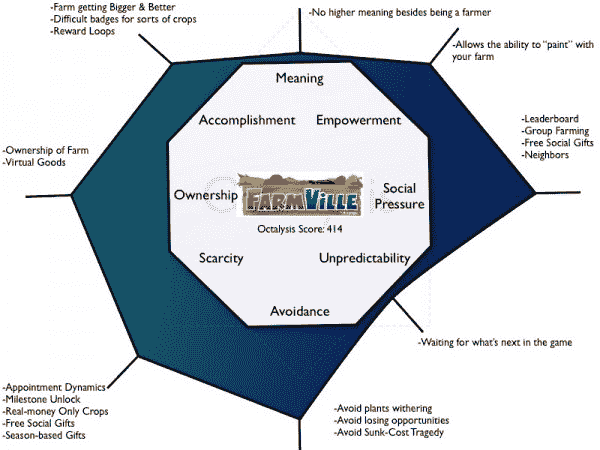 -Farm getting Bigger & Better
-Difficult badges for sorts of crops
-Reward Loops
-No higher meaning besides being a farmer
-Allows the ability to "paint" with
your farm
-Leaderboard
-Group Farming
-Free Social Gifts
-Neighbors
-Ownership of Farm
-Virtual Goods
Meaning
Accomplishment
Empowerment
Ownership
FARMVILLE
Social
Pressure
Octalysis Score: 414
Scarcity
Unpredictability
Avoidance
-Waiting for what's next in the game
-Appointment Dynamics
-Milestone Unlock
-Real-money Only Crops
-Free Social Gifts
-Season-based Gifts
-Avoid plants withering
-Avoid losing opportunities
-Avoid Sunk-Cost Tragedy